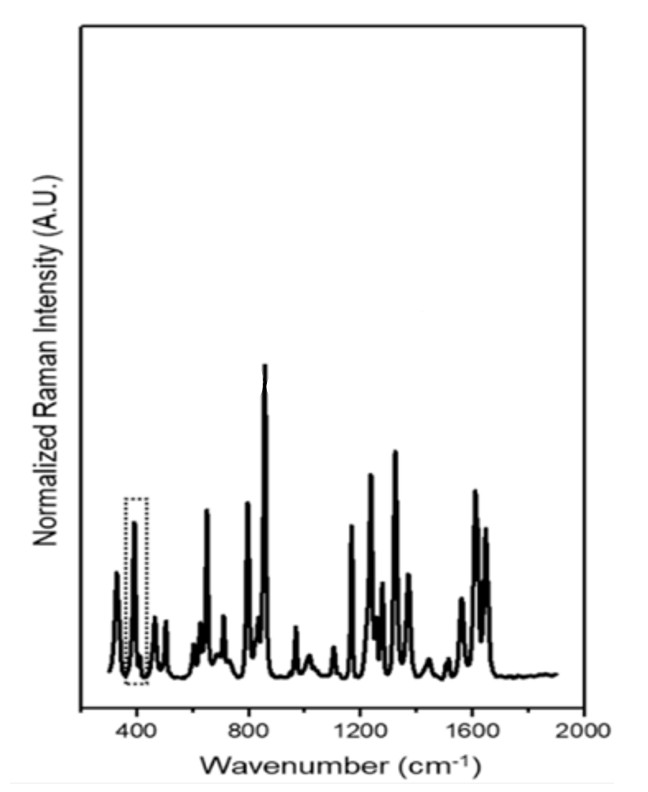 Normalized Raman Intensity (A.U.)
400 800 1200 1600 2000
Wavenumber (cm⁻¹)